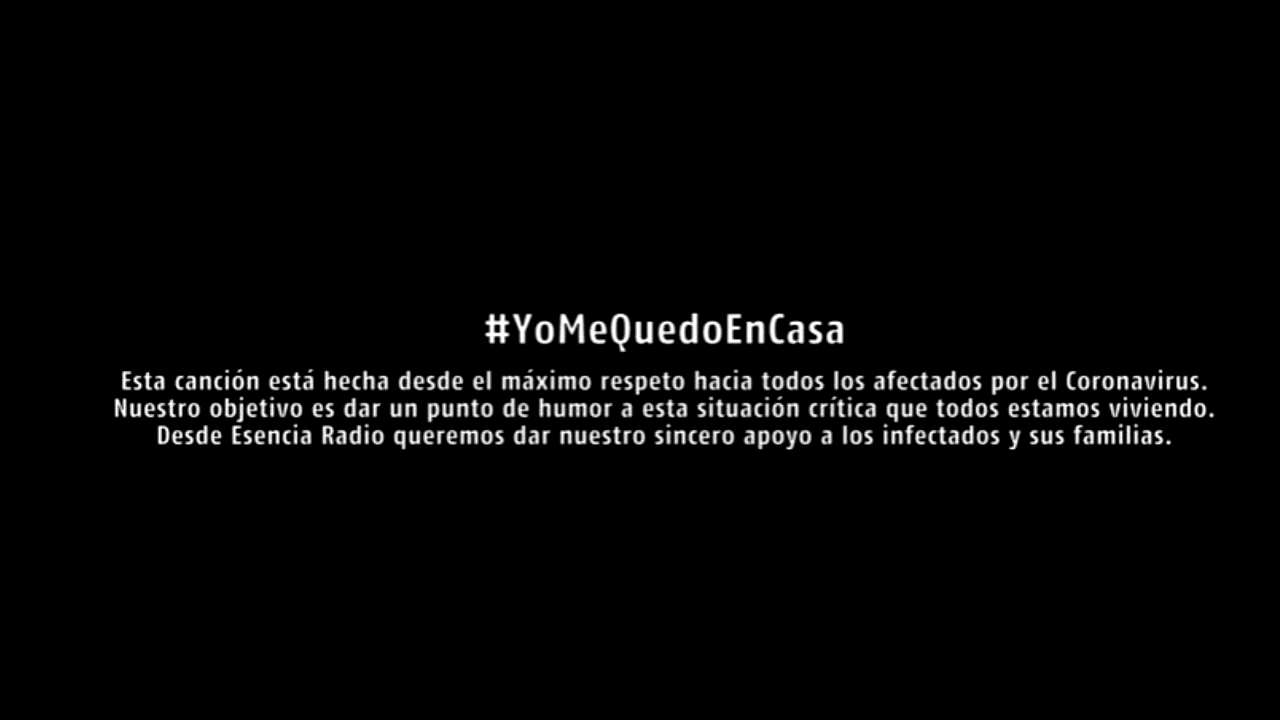 #YoMeQuedoEnCasa
Esta canción está hecha desde el máximo respeto hacia todos los afectados por el Coronavirus.
Nuestro objetivo es dar un punto de humor a esta situación crítica que todos estamos viviendo.
Desde Esencia Radio queremos dar nuestro sincero apoyo a los infectados y sus familias.